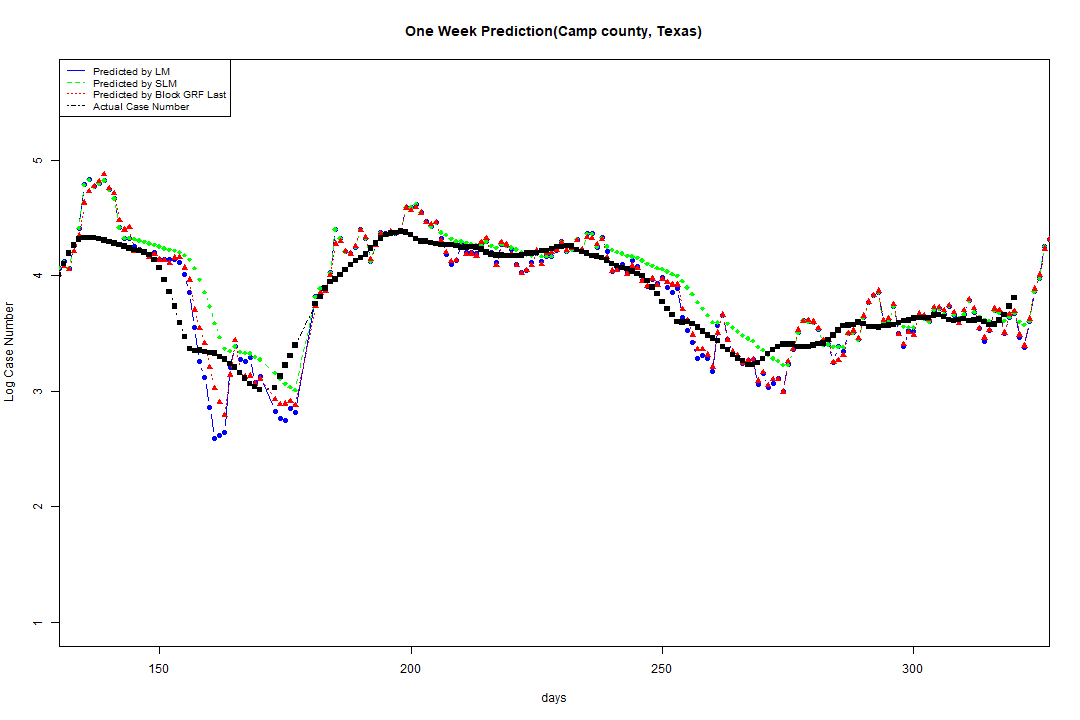 One Week Prediction(Camp county, Texas)
Predicted by LM
Predicted by SLM
Predicted by Block GRF Last
Actual Case Number
5
4
3
2
1
Log Case Number
150
200
250
300
days